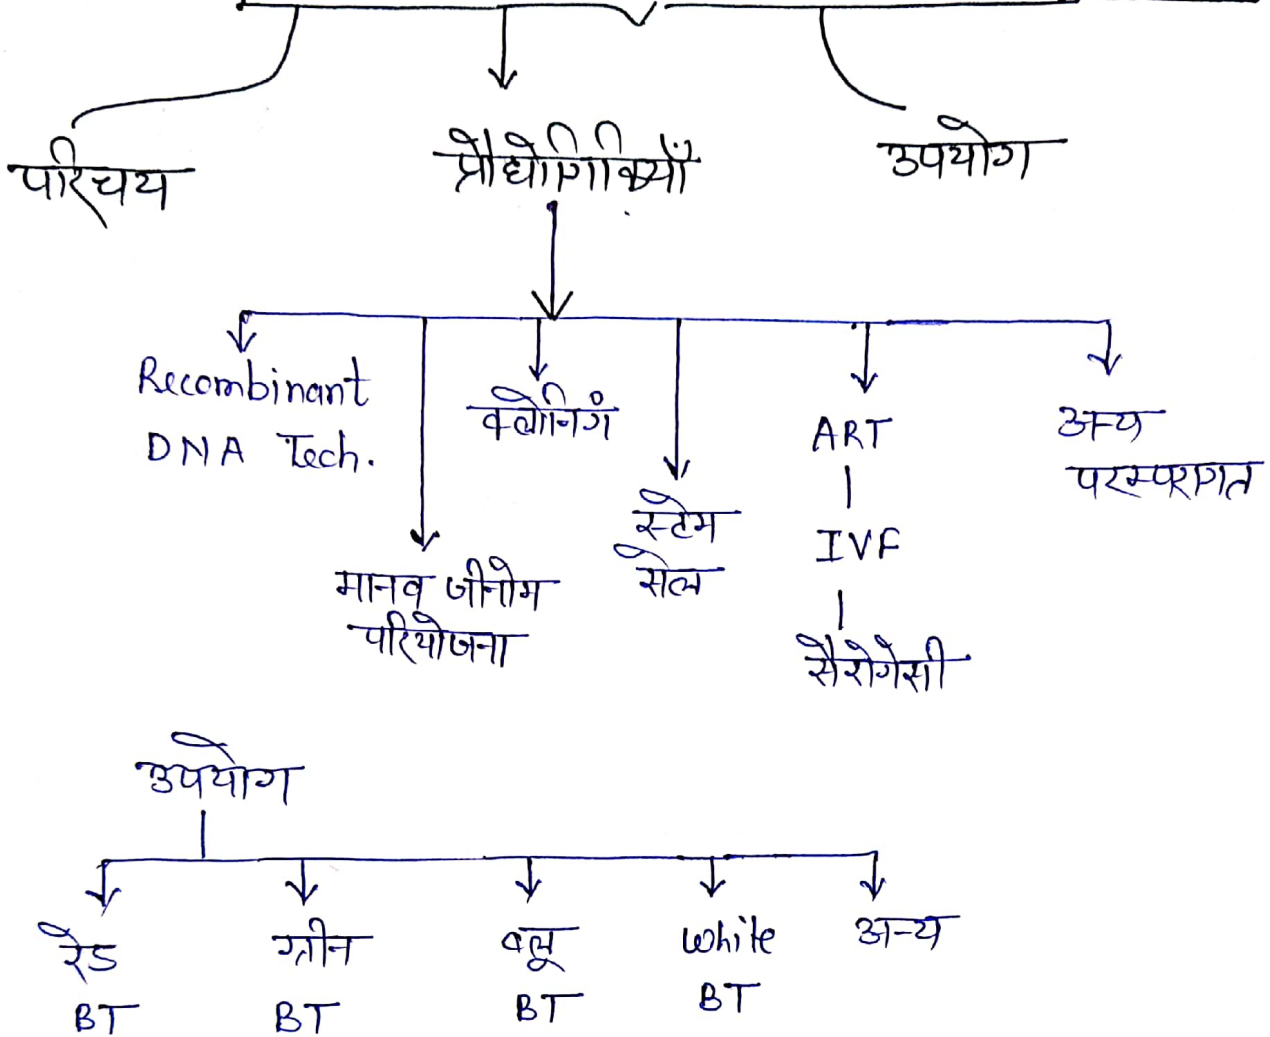 परिचय
प्रौद्योगिकियाँ
उपयोग
Recombinant
DNA Tech.
मानव जीनोम
परियोजना
क्लोनिगं
स्टेम
सेल
ART
IVF
सैरोगेसी
अन्य
परम्परागत
उपयोग
रेड
BT
ग्रीन
BT
ब्लू
BT
White
BT
अन्य